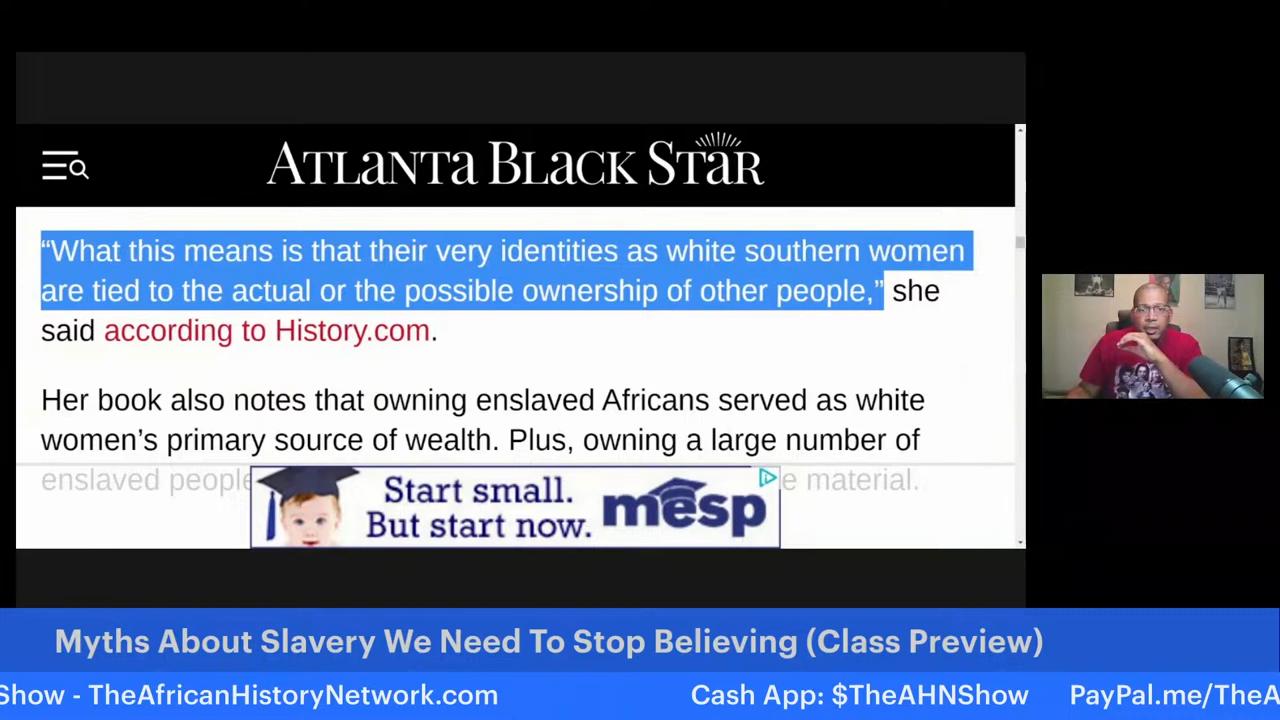 ATLANTA BLACK STAR
“What this means is that their very identities as white southern women
are tied to the actual or the possible ownership of other people,” she
said according to History.com.
Her book also notes that owning enslaved Africans served as white
women’s primary source of wealth. Plus, owning a large number of
enslaved people material.
Start small.
But start now.
mesp
Myths About Slavery We Need To Stop Believing (Class Preview)
Show - TheAfricanHistoryNetwork.com Cash App: $TheAHNShow PayPal.me/TheA